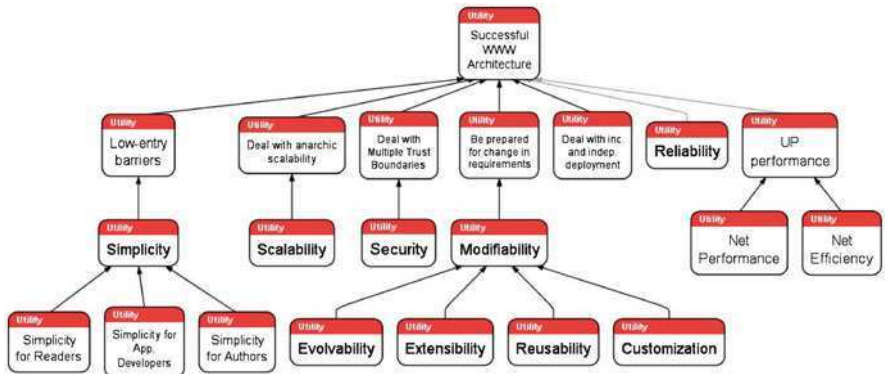 Utility
Successful
WWW
Architecture
Utility
Low-entry
barriers
Utility
Deal with anarchic
scalability
Utility
Deal with
Multiple Trust
Boundaries
Utility
Be prepared
for change in
requirements
Utility
Deal with inc.
and indep.
deployment
Utility
Reliability
Utility
UP
performance
Utility
Simplicity
Utility
Scalability
Utility
Security
Utility
Modifiability
Utility
Net
Performance
Utility
Net
Efficiency
Utility
Simplicity
for Readers
Utility
Simplicity for
App.
Developers
Utility
Simplicity
for Authors
Utility
Evolvability
Utility
Extensibility
Utility
Reusability
Utility
Customization